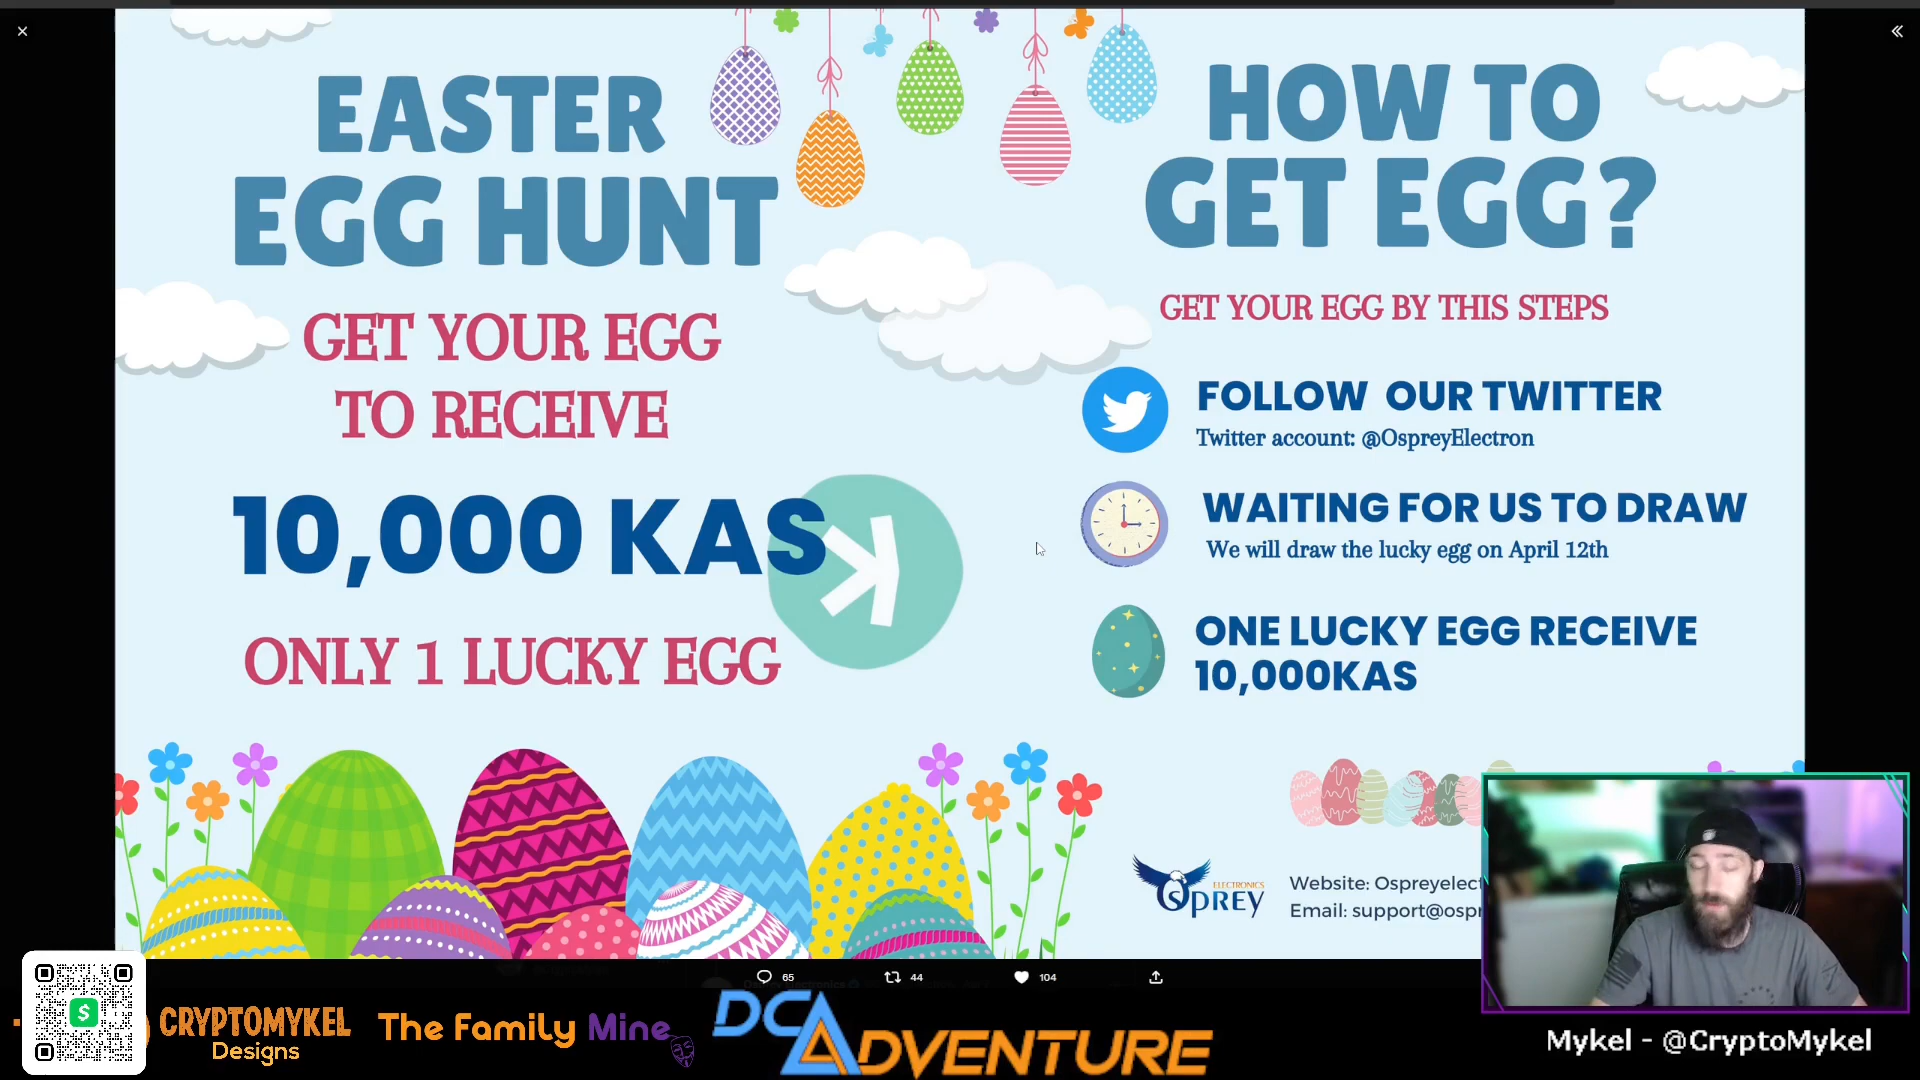 EASTER
EGG HUNT
GET YOUR EGG
TO RECEIVE
10,000 KAS
ONLY 1 LUCKY EGG
HOW TO
GET EGG?
GET YOUR EGG BY THIS STEPS
FOLLOW OUR TWITTER
Twitter account: @OspreyElectron
WAITING FOR US TO DRAW
We will draw the lucky egg on April 12th
ONE LUCKY EGG RECEIVE
10,000KAS
OSPREY
ELECTRONICS
Website: Ospreyelect
Email: support@ospr
65
44
104
CRYPTOMYKEL
Designs
The Family Mine
DCADVENTURE
Mykel - @CryptoMykel